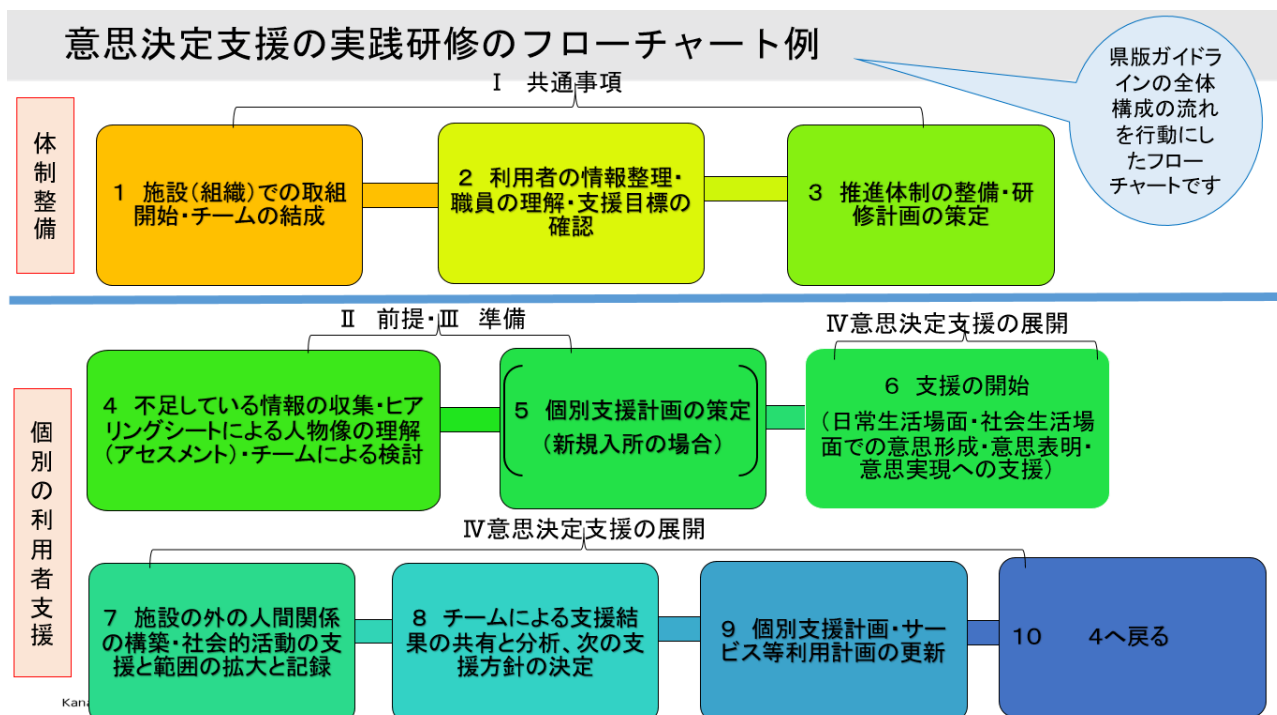 意思決定支援の実践研修のフローチャート例
県版ガイドラ
インの全体
構成の流れ
を行動にし
たフロー
チャートです
Ⅰ　共通事項
体制整備
1　施設（組織）での取組
開始・チームの結成
2　利用者の情報整理・
職員の理解・支援目標の
確認
3　推進体制の整備・研
修計画の策定
Ⅱ　前提・Ⅲ　準備
Ⅳ意思決定支援の展開
個別の利用者支援
4　不足している情報の収集・ヒア
リングシートによる人物像の理解
（アセスメント）・チームによる検討
5　個別支援計画の策定
（新規入所の場合）
6　支援の開始
（日常生活場面・社会生活場
面での意思形成・意思表明・
意思実現への支援）
Ⅳ意思決定支援の展開
7　施設の外の人間関係
の構築・社会的活動の支
援と範囲の拡大と記録
8　チームによる支援結
果の共有と分析、次の支
援方針の決定
9　個別支援計画・サー
ビス等利用計画の更新
10　　4へ戻る
Kana